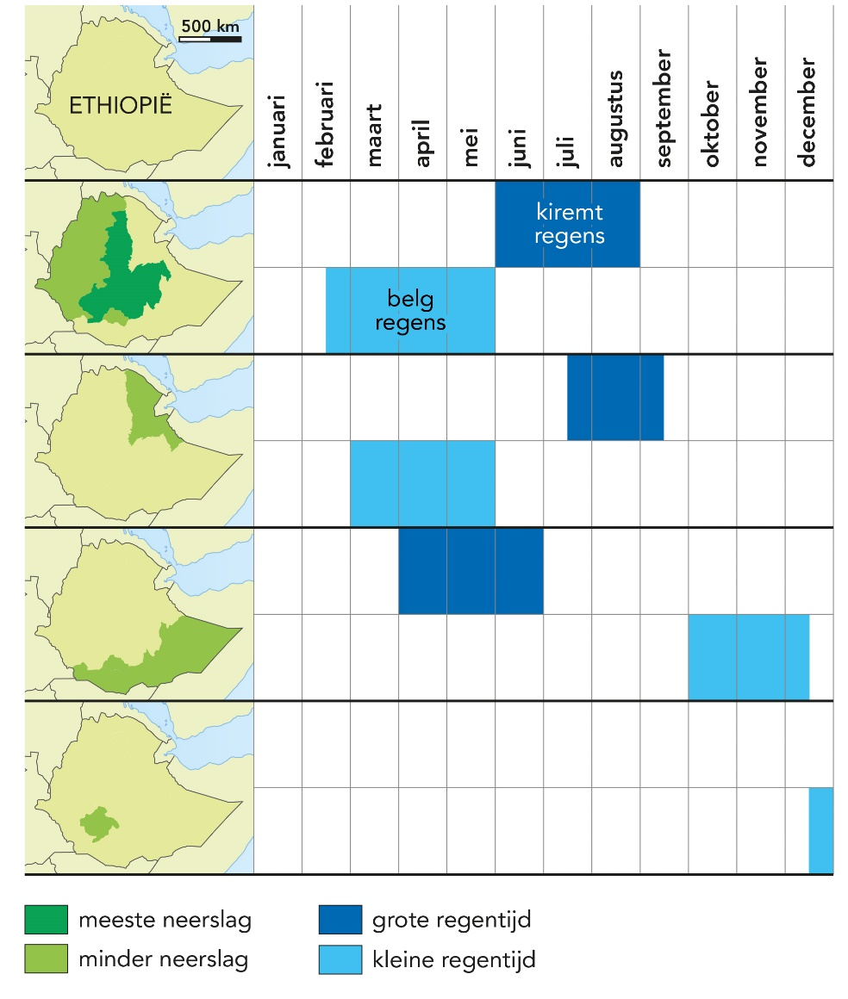 500 km
ETHIOPIË
januari
februari
maart
april
mei
juni
juli
augustus
september
oktober
november
december
kiremt
regens
belg
regens
meeste neerslag
grote regentijd
minder neerslag
kleine regentijd